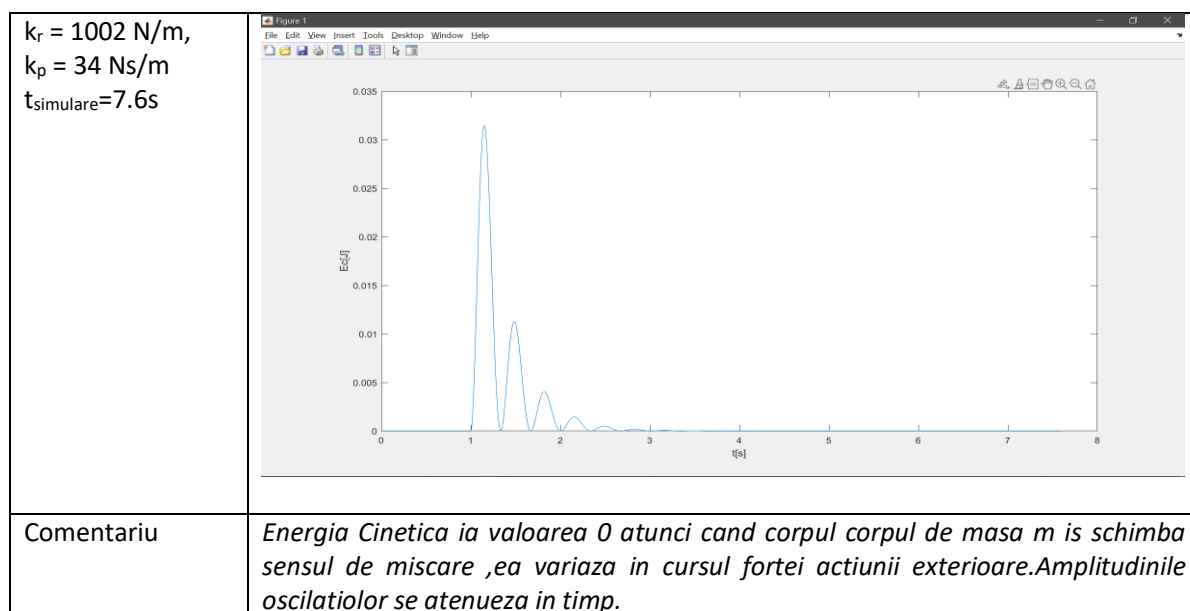 kr = 1002 N/m,
kp = 34 Ns/m
tsimulare=7.6s
Figure 1
File Edit View Insert Tools Desktop Window Help
0.035
0.03
0.025
0.02
0.015
0.01
0.005
0
Ec[J]
0 1 2 3 4 5 6 7 8
t[s]
Comentariu
Energia Cinetica ia valoarea 0 atunci cand corpul corpul de masa m is schimba
sensul de miscare ,ea variaza in cursul fortei actiunii exterioare.Amplitudinile
oscilatiolor se atenueza in timp.